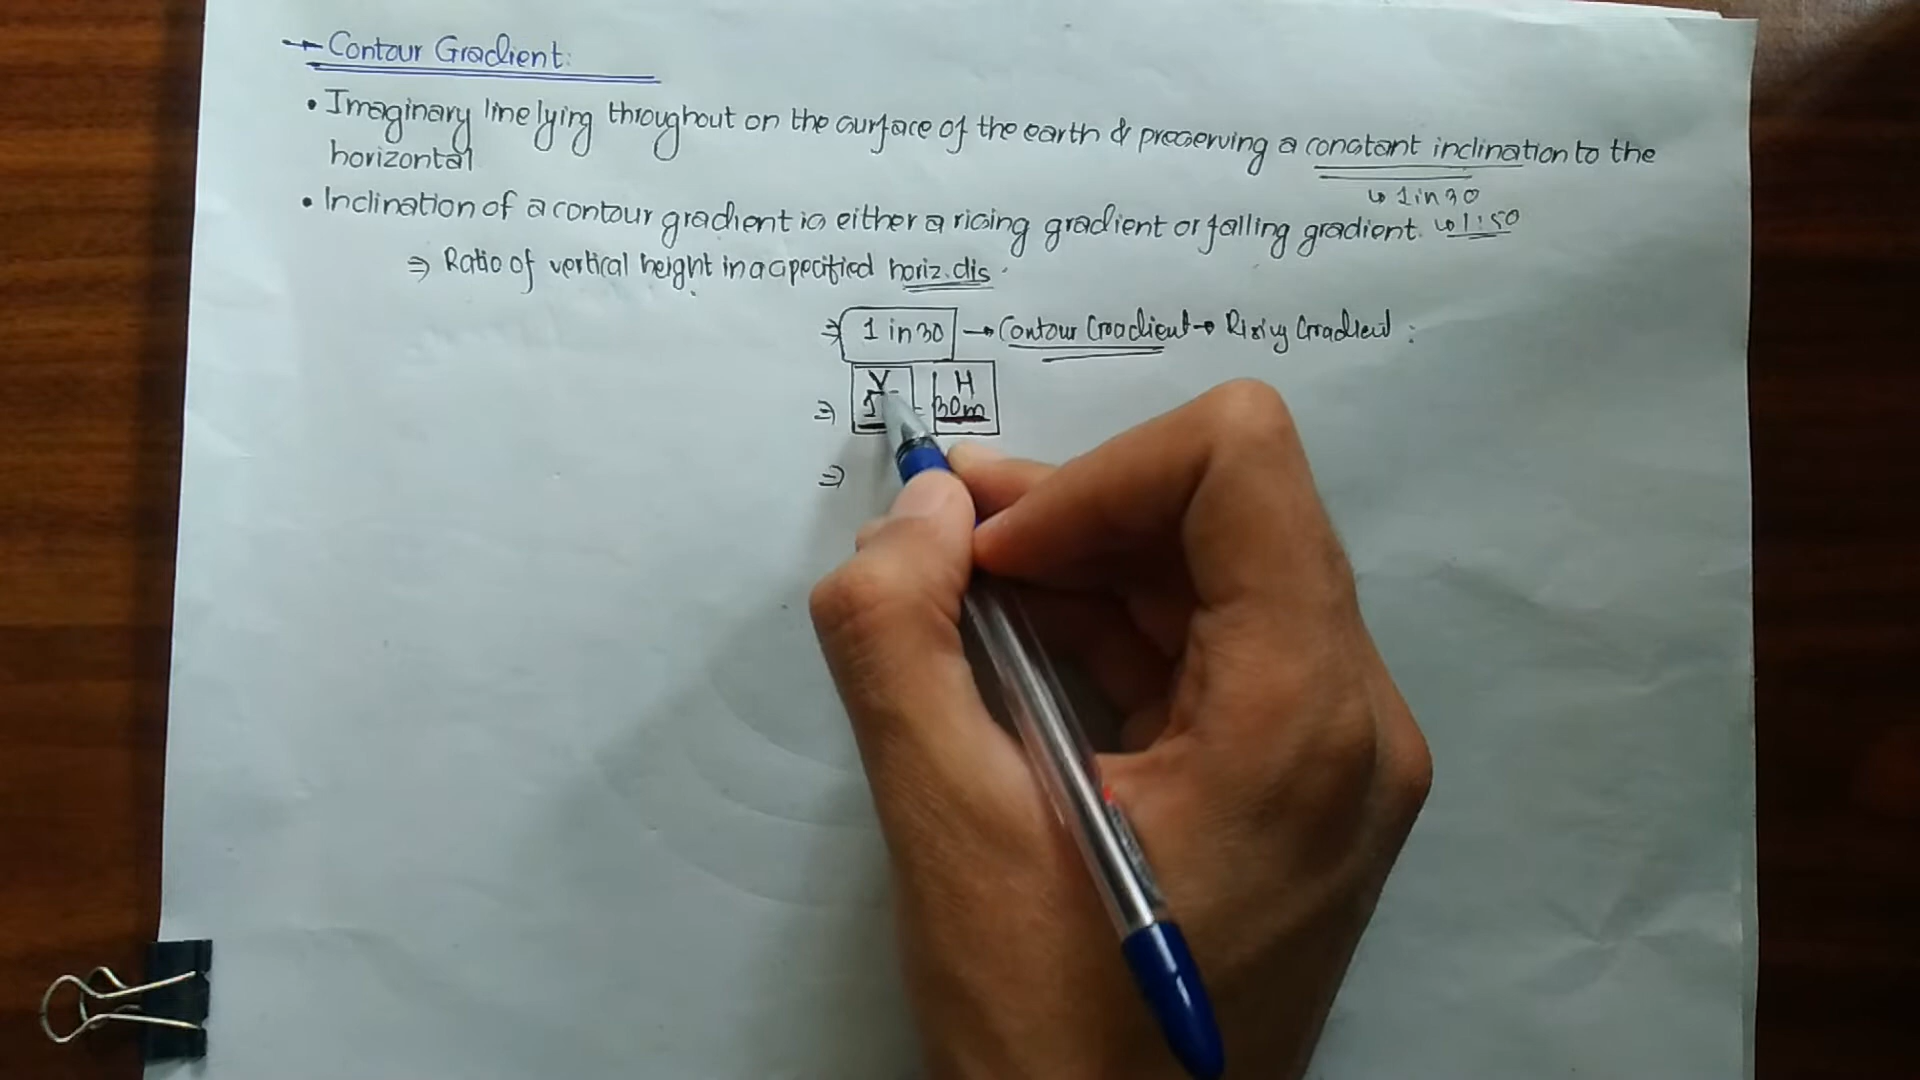 → Contour Gradient:
• Imaginary line lying throughout on the surface of the earth & preserving a constant inclination to the
horizontal
↳ 1 in 30
• Inclination of a contour gradient is either a rising gradient or falling gradient. ↳ 1:50
⇒ Ratio of vertical height in a specified horiz. dis.
⇒ 1 in 30 → Contour Gradient → Rising Gradient:
V H
⇒ 1 = 30m
⇒